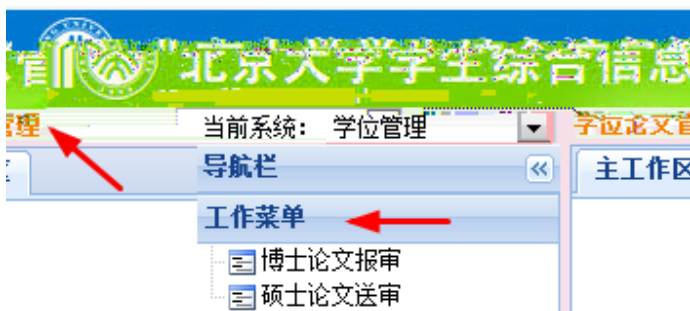 北京大学学生综合信息
管理
当前系统： 学位管理
学位论文管
导航栏
主工作区
工作菜单
博士论文报审
硕士论文送审